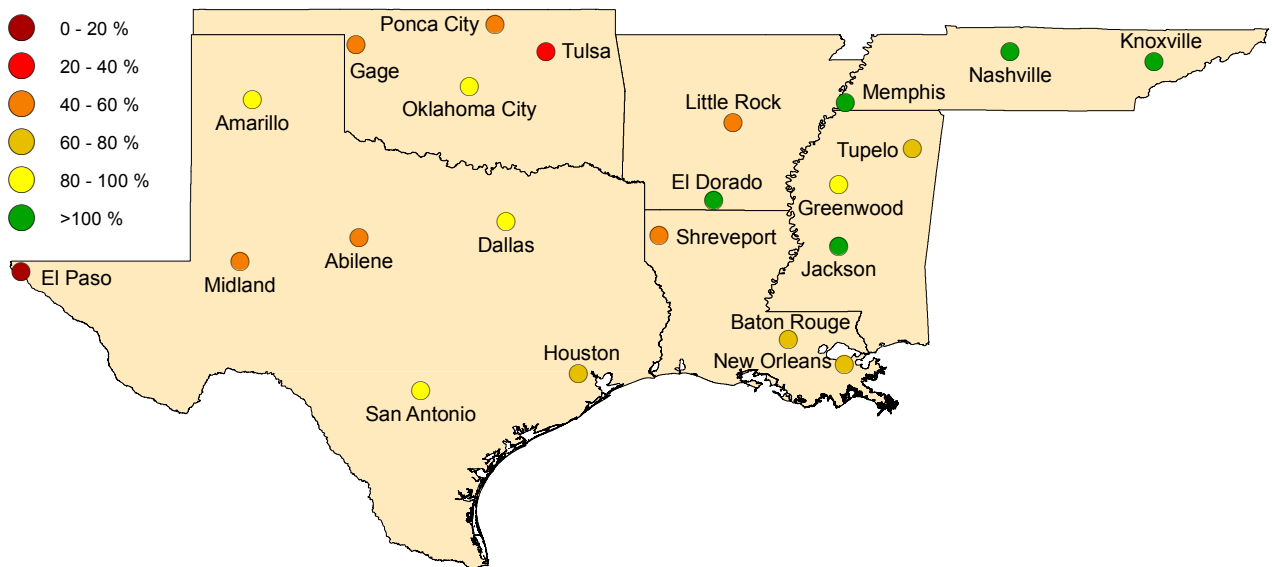 0 - 20 %
20 - 40 %
40 - 60 %
60 - 80 %
80 - 100 %
>100 %
Ponca City
Tulsa
Gage
Oklahoma City
Amarillo
Knoxville
Nashville
Memphis
Little Rock
Tupelo
El Dorado
Greenwood
Dallas
Shreveport
Abilene
Jackson
El Paso
Midland
Baton Rouge
New Orleans
Houston
San Antonio